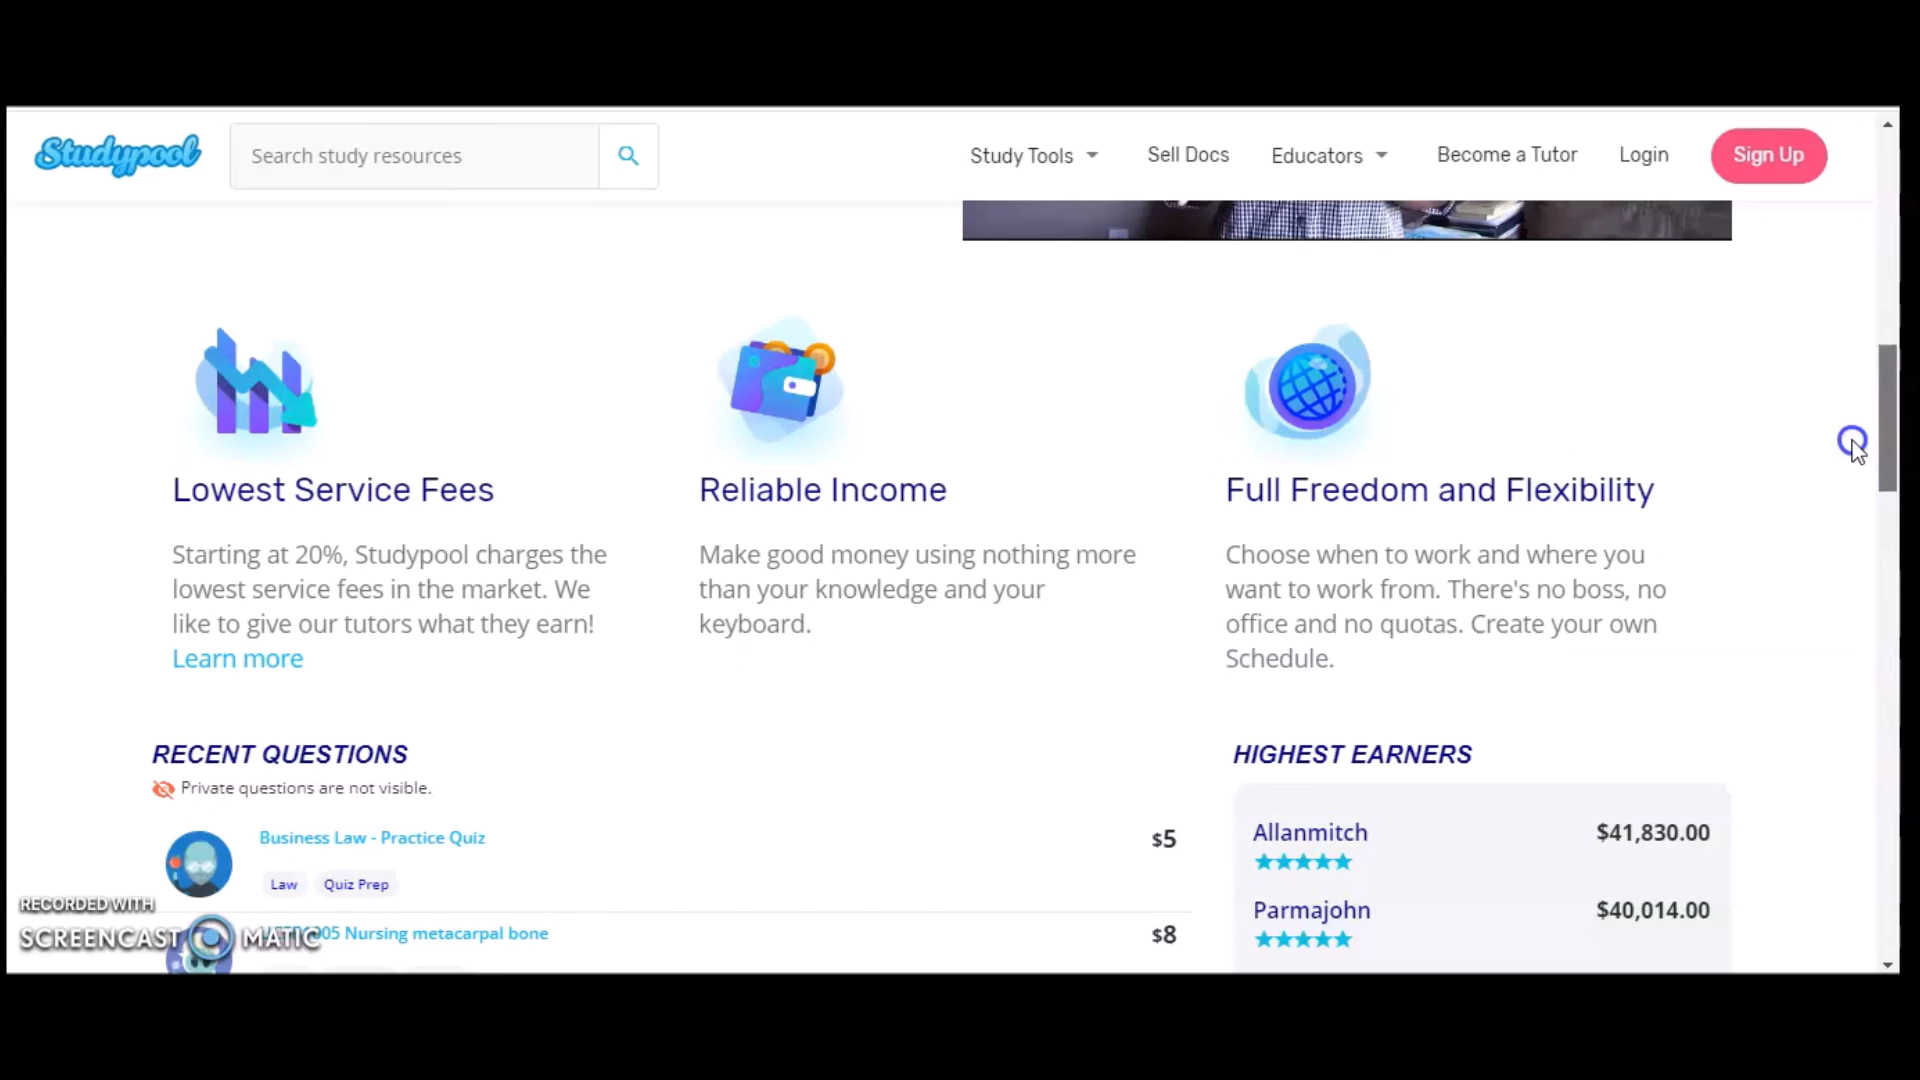 Studypool
Search study resources
Study Tools
Sell Docs
Educators
Become a Tutor
Login
Sign Up
Lowest Service Fees
Starting at 20%, Studypool charges the
lowest service fees in the market. We
like to give our tutors what they earn!
Learn more
Reliable Income
Make good money using nothing more
than your knowledge and your
keyboard.
Full Freedom and Flexibility
Choose when to work and where you
want to work from. There's no boss, no
office and no quotas. Create your own
Schedule.
RECENT QUESTIONS
Private questions are not visible.
Business Law - Practice Quiz
$5
Law Quiz Prep
Nursing metacarpal bone
$8
HIGHEST EARNERS
Allanmitch
$41,830.00
Parmajohn
$40,014.00
RECORDED WITH
SCREENCAST MATIC